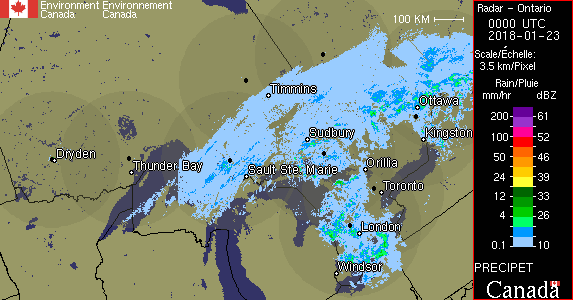 Environment Environnement
Canada Canada
100 KM
Timmins
Ottawa
Sudbury
Kingston
Dryden
Thunder Bay
Sault Ste. Marie
Orillia
Toronto
London
Windsor
Radar - Ontario
0000 UTC
2018-01-23
Scale/Échelle:
3.5 km/Pixel
Rain/Pluie
mm/hr dBZ
200 61
100 52
50 46
24 39
12 33
4 26
0.1 10
PRECIPET
Canada